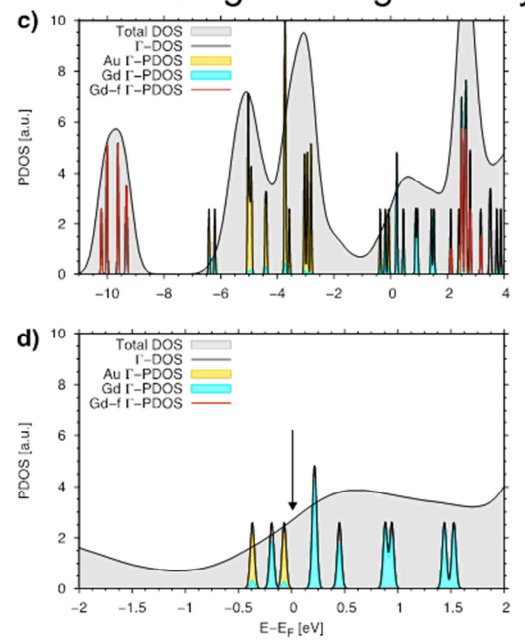 c)
PDOS [a.u.]
10
8
6
4
2
0
Total DOS
Γ-DOS
Au Γ-PDOS
Gd Γ-PDOS
Gd-f Γ-PDOS
-10 -8 -6 -4 -2 0 2 4
d)
PDOS [a.u.]
10
8
6
4
2
0
Total DOS
Γ-DOS
Au Γ-PDOS
Gd Γ-PDOS
Gd-f Γ-PDOS
-2 -1.5 -1 -0.5 0 0.5 1 1.5 2
E-E_F [eV]